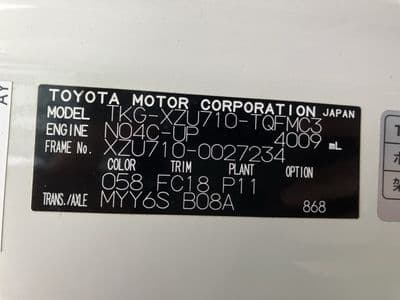 TOYOTA MOTOR CORPORATION JAPAN
MODEL TKG-XZU710-TQFMC3
ENGINE N04C-UP 4009 mL
FRAME No. XZU710-0027234
COLOR TRIM PLANT OPTION
058 FC18 P11
TRANS./AXLE MYY6S B08A 868
AY